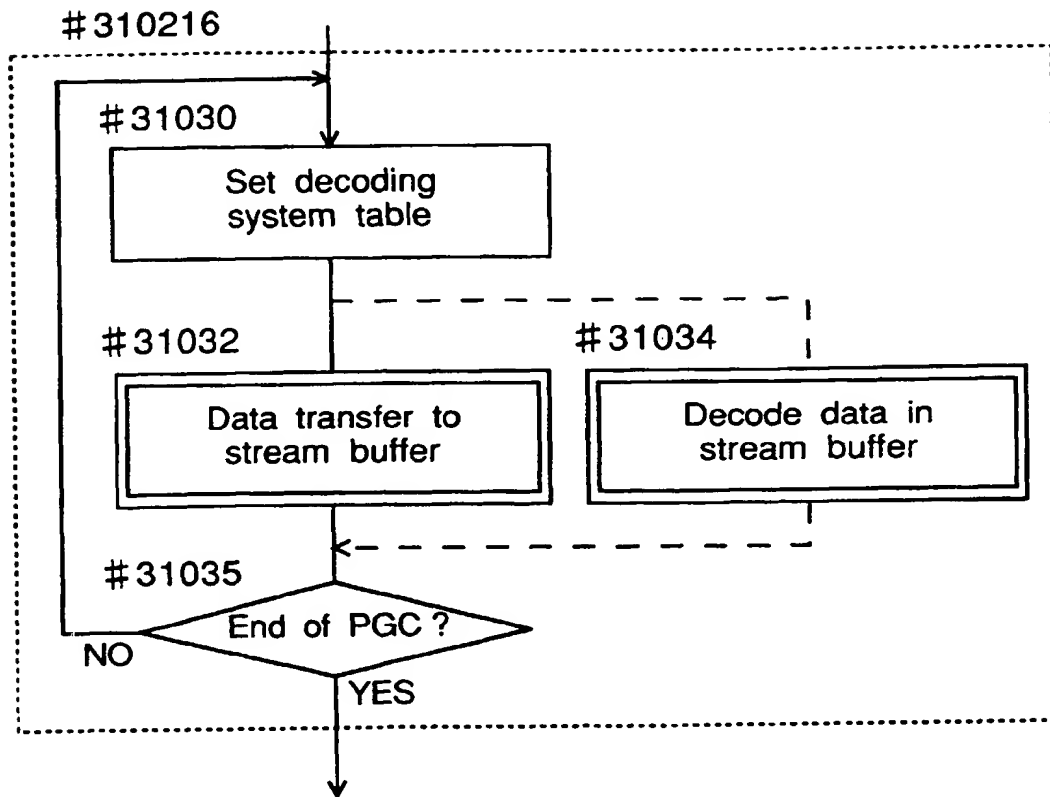 #310216
#31030
Set decoding
system table
#31032
#31034
Data transfer to
stream buffer
Decode data in
stream buffer
#31035
End of PGC?
NO
YES